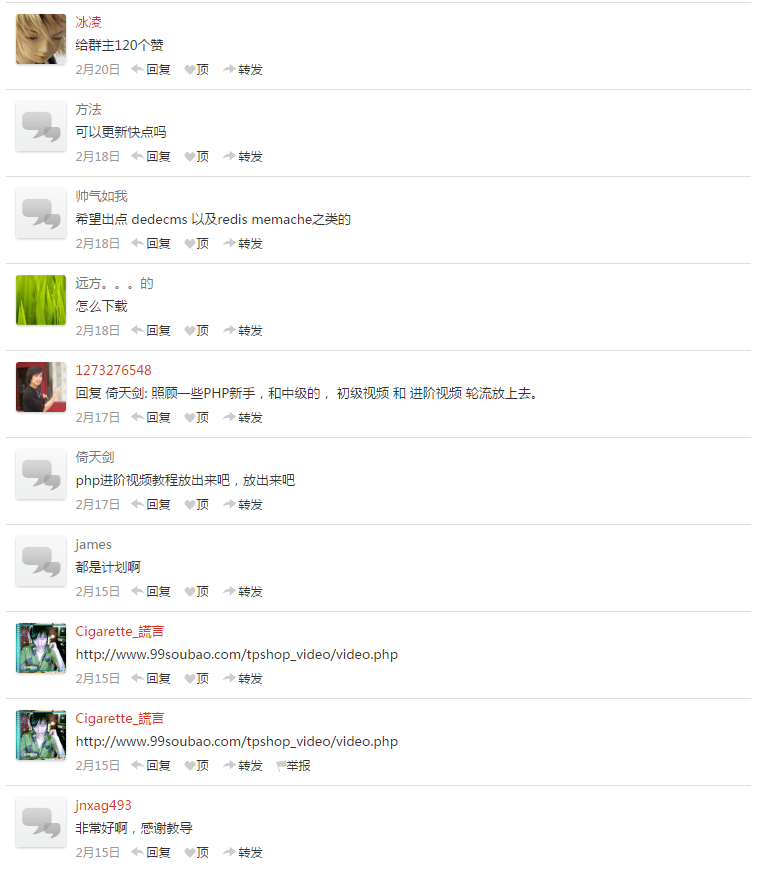 冰凌
给群主120个赞
2月20日 回复 顶 转发
方法
可以更新快点吗
2月18日 回复 顶 转发
帅气如我
希望出点 dedecms 以及redis memache之类的
2月18日 回复 顶 转发
远方。。。的
怎么下载
2月18日 回复 顶 转发
1273276548
回复 倚天剑: 照顾一些PHP新手，和中级的， 初级视频 和 进阶视频 轮流放上去。
2月17日 回复 顶 转发
倚天剑
php进阶视频教程放出来吧，放出来吧
2月17日 回复 顶 转发
james
都是计划啊
2月15日 回复 顶 转发
Cigarette_謊言
http://www.99soubao.com/tpshop_video/video.php
2月15日 回复 顶 转发
Cigarette_謊言
http://www.99soubao.com/tpshop_video/video.php
2月15日 回复 顶 转发 举报
jnxag493
非常好啊，感谢教导
2月15日 回复 顶 转发